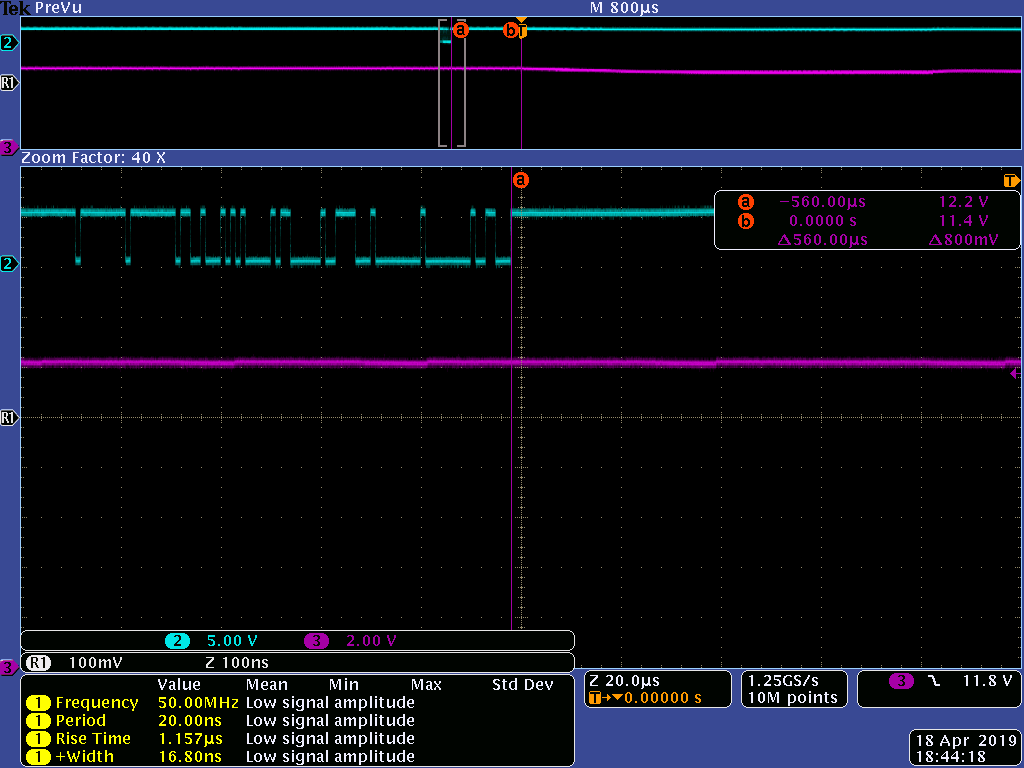 Tek PreVu M 800µs
a b T
2
R1
3
Zoom Factor: 40 X
a T
a −560.00µs 12.2 V
b 0.0000 s 11.4 V
Δ560.00µs Δ800mV
2
R1
3
2 5.00 V 3 2.00 V
R1 100mV Z 100ns
Value Mean Min Max Std Dev
1 Frequency 50.00MHz Low signal amplitude
1 Period 20.00ns Low signal amplitude
1 Rise Time 1.157µs Low signal amplitude
1 +Width 16.80ns Low signal amplitude
Z 20.0µs
T→▼0.00000 s
1.25GS/s
10M points
3 11.8 V
18 Apr 2019
18:44:18